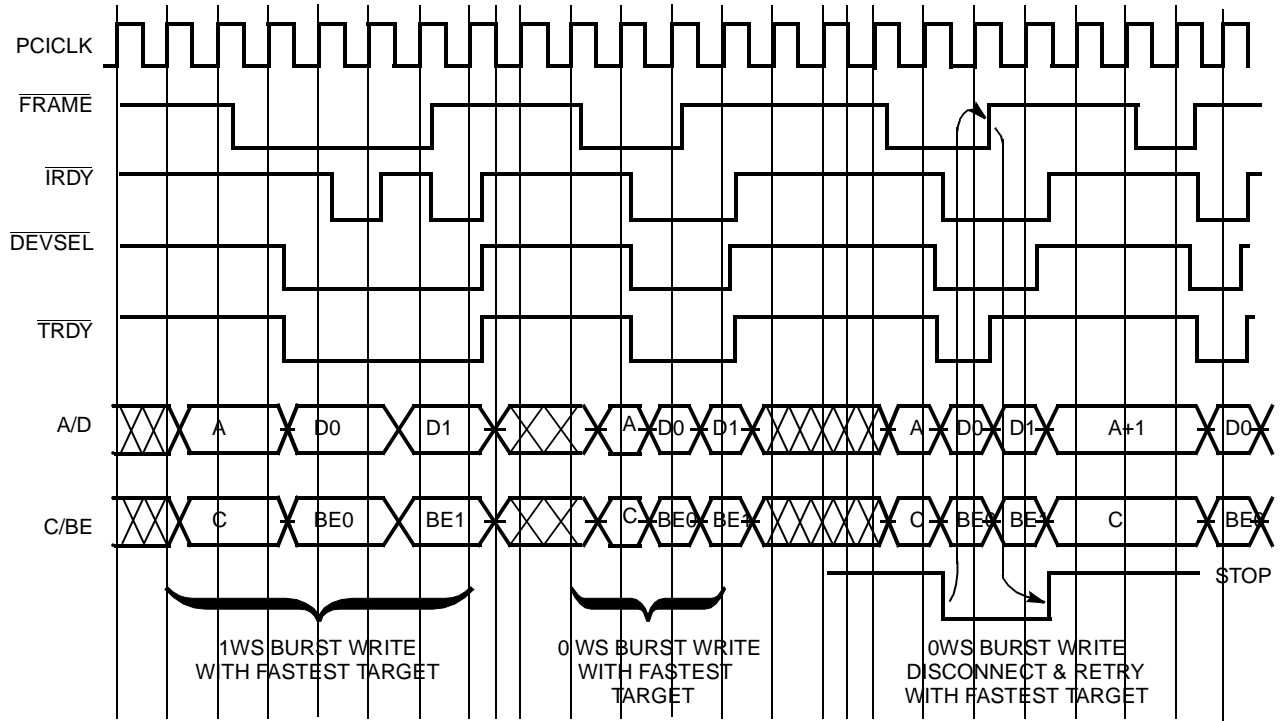 PCICLK
FRAME
IRDY
DEVSEL
TRDY
A/D A D0 D1 A D0 D1 A D0 D1 A+1 D0
C/BE C BE0 BE1 C BE0 BE1 C BE0 BE1 C BE0
STOP
1WS BURST WRITE
WITH FASTEST TARGET
0 WS BURST WRITE
WITH FASTEST
TARGET
0WS BURST WRITE
DISCONNECT & RETRY
WITH FASTEST TARGET